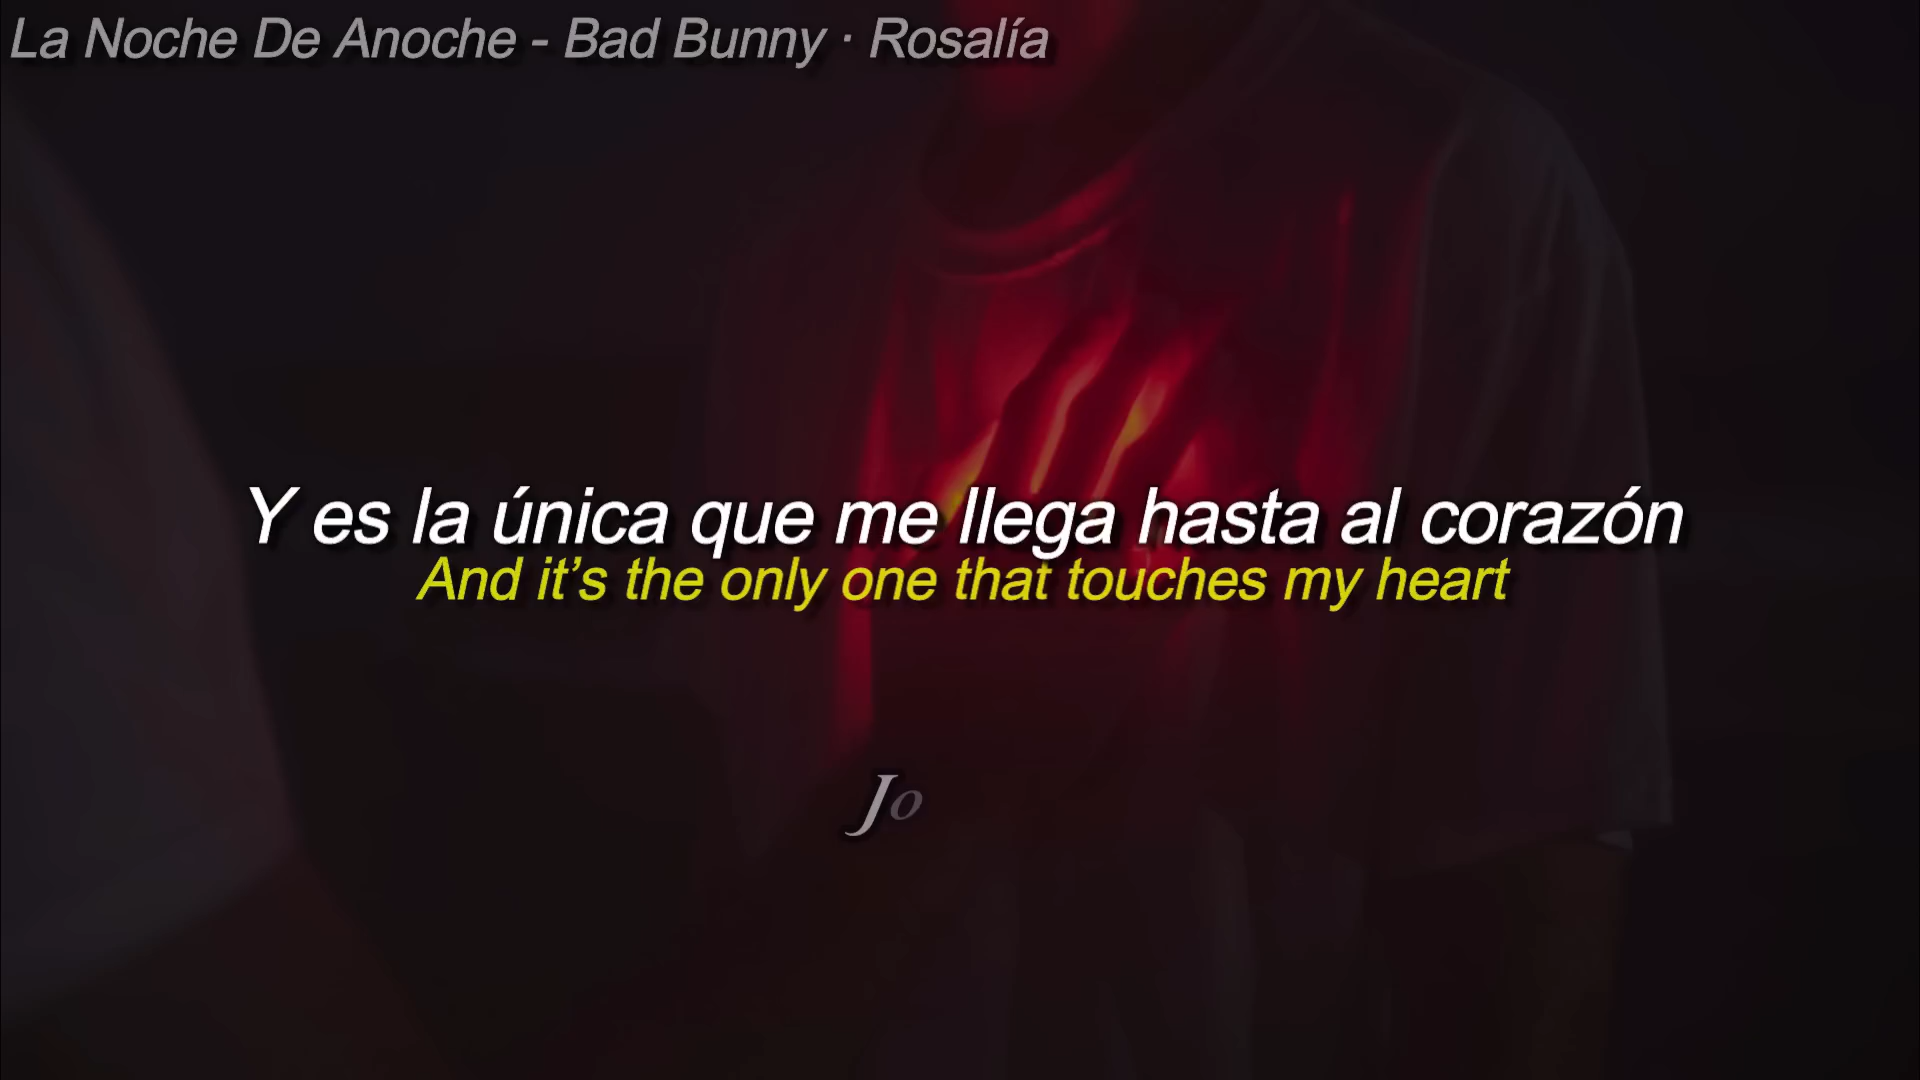 La Noche De Anoche - Bad Bunny · Rosalía
Y es la única que me llega hasta al corazón
And it’s the only one that touches my heart
Jo